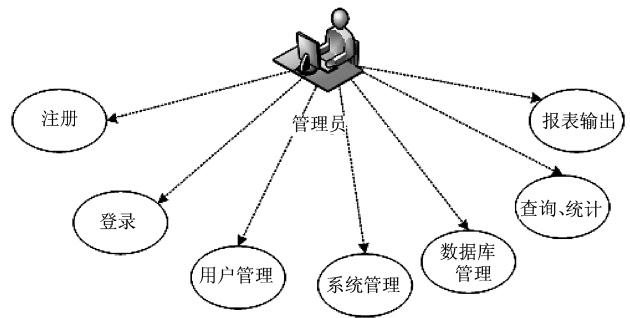 注册
管理员
报表输出
登录
查询、统计
用户管理
系统管理
数据库
管理